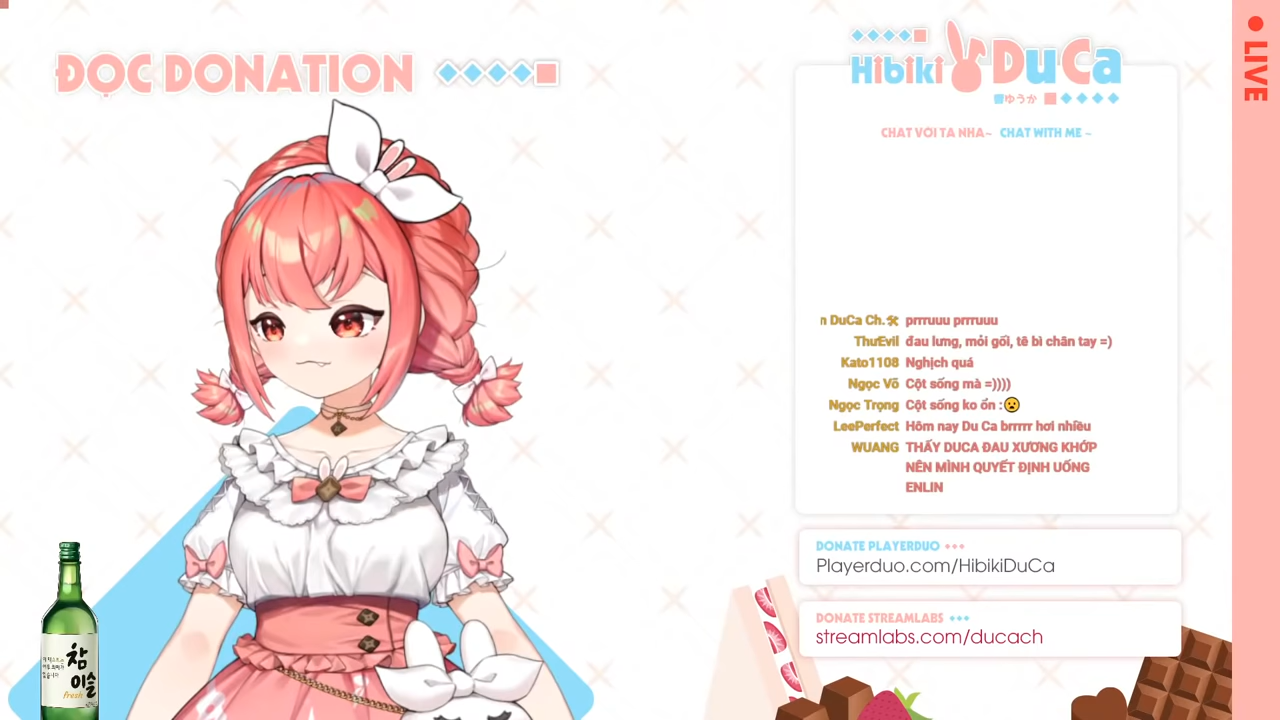 ĐỌC DONATION
Hibiki DuCa
ゆうか
LIVE
CHAT VỚI TA NHA~ CHAT WITH ME ~
n DuCa Ch. prrruuu prrruuu
ThưEvil đau lưng, mỏi gối, tê bì chân tay =)
Kato1108 Nghịch quá
Ngọc Võ Cột sống mà =))))
Ngọc Trọng Cột sống ko ổn :😦
LeePerfect Hôm nay Du Ca brrrrr hơi nhiều
WUANG THẤY DUCA ĐAU XƯƠNG KHỚP
NÊN MÌNH QUYẾT ĐỊNH UỐNG
ENLIN
DONATE PLAYERDUO
Playerduo.com/HibikiDuCa
DONATE STREAMLABS
streamlabs.com/ducach
참
이슬
fresh